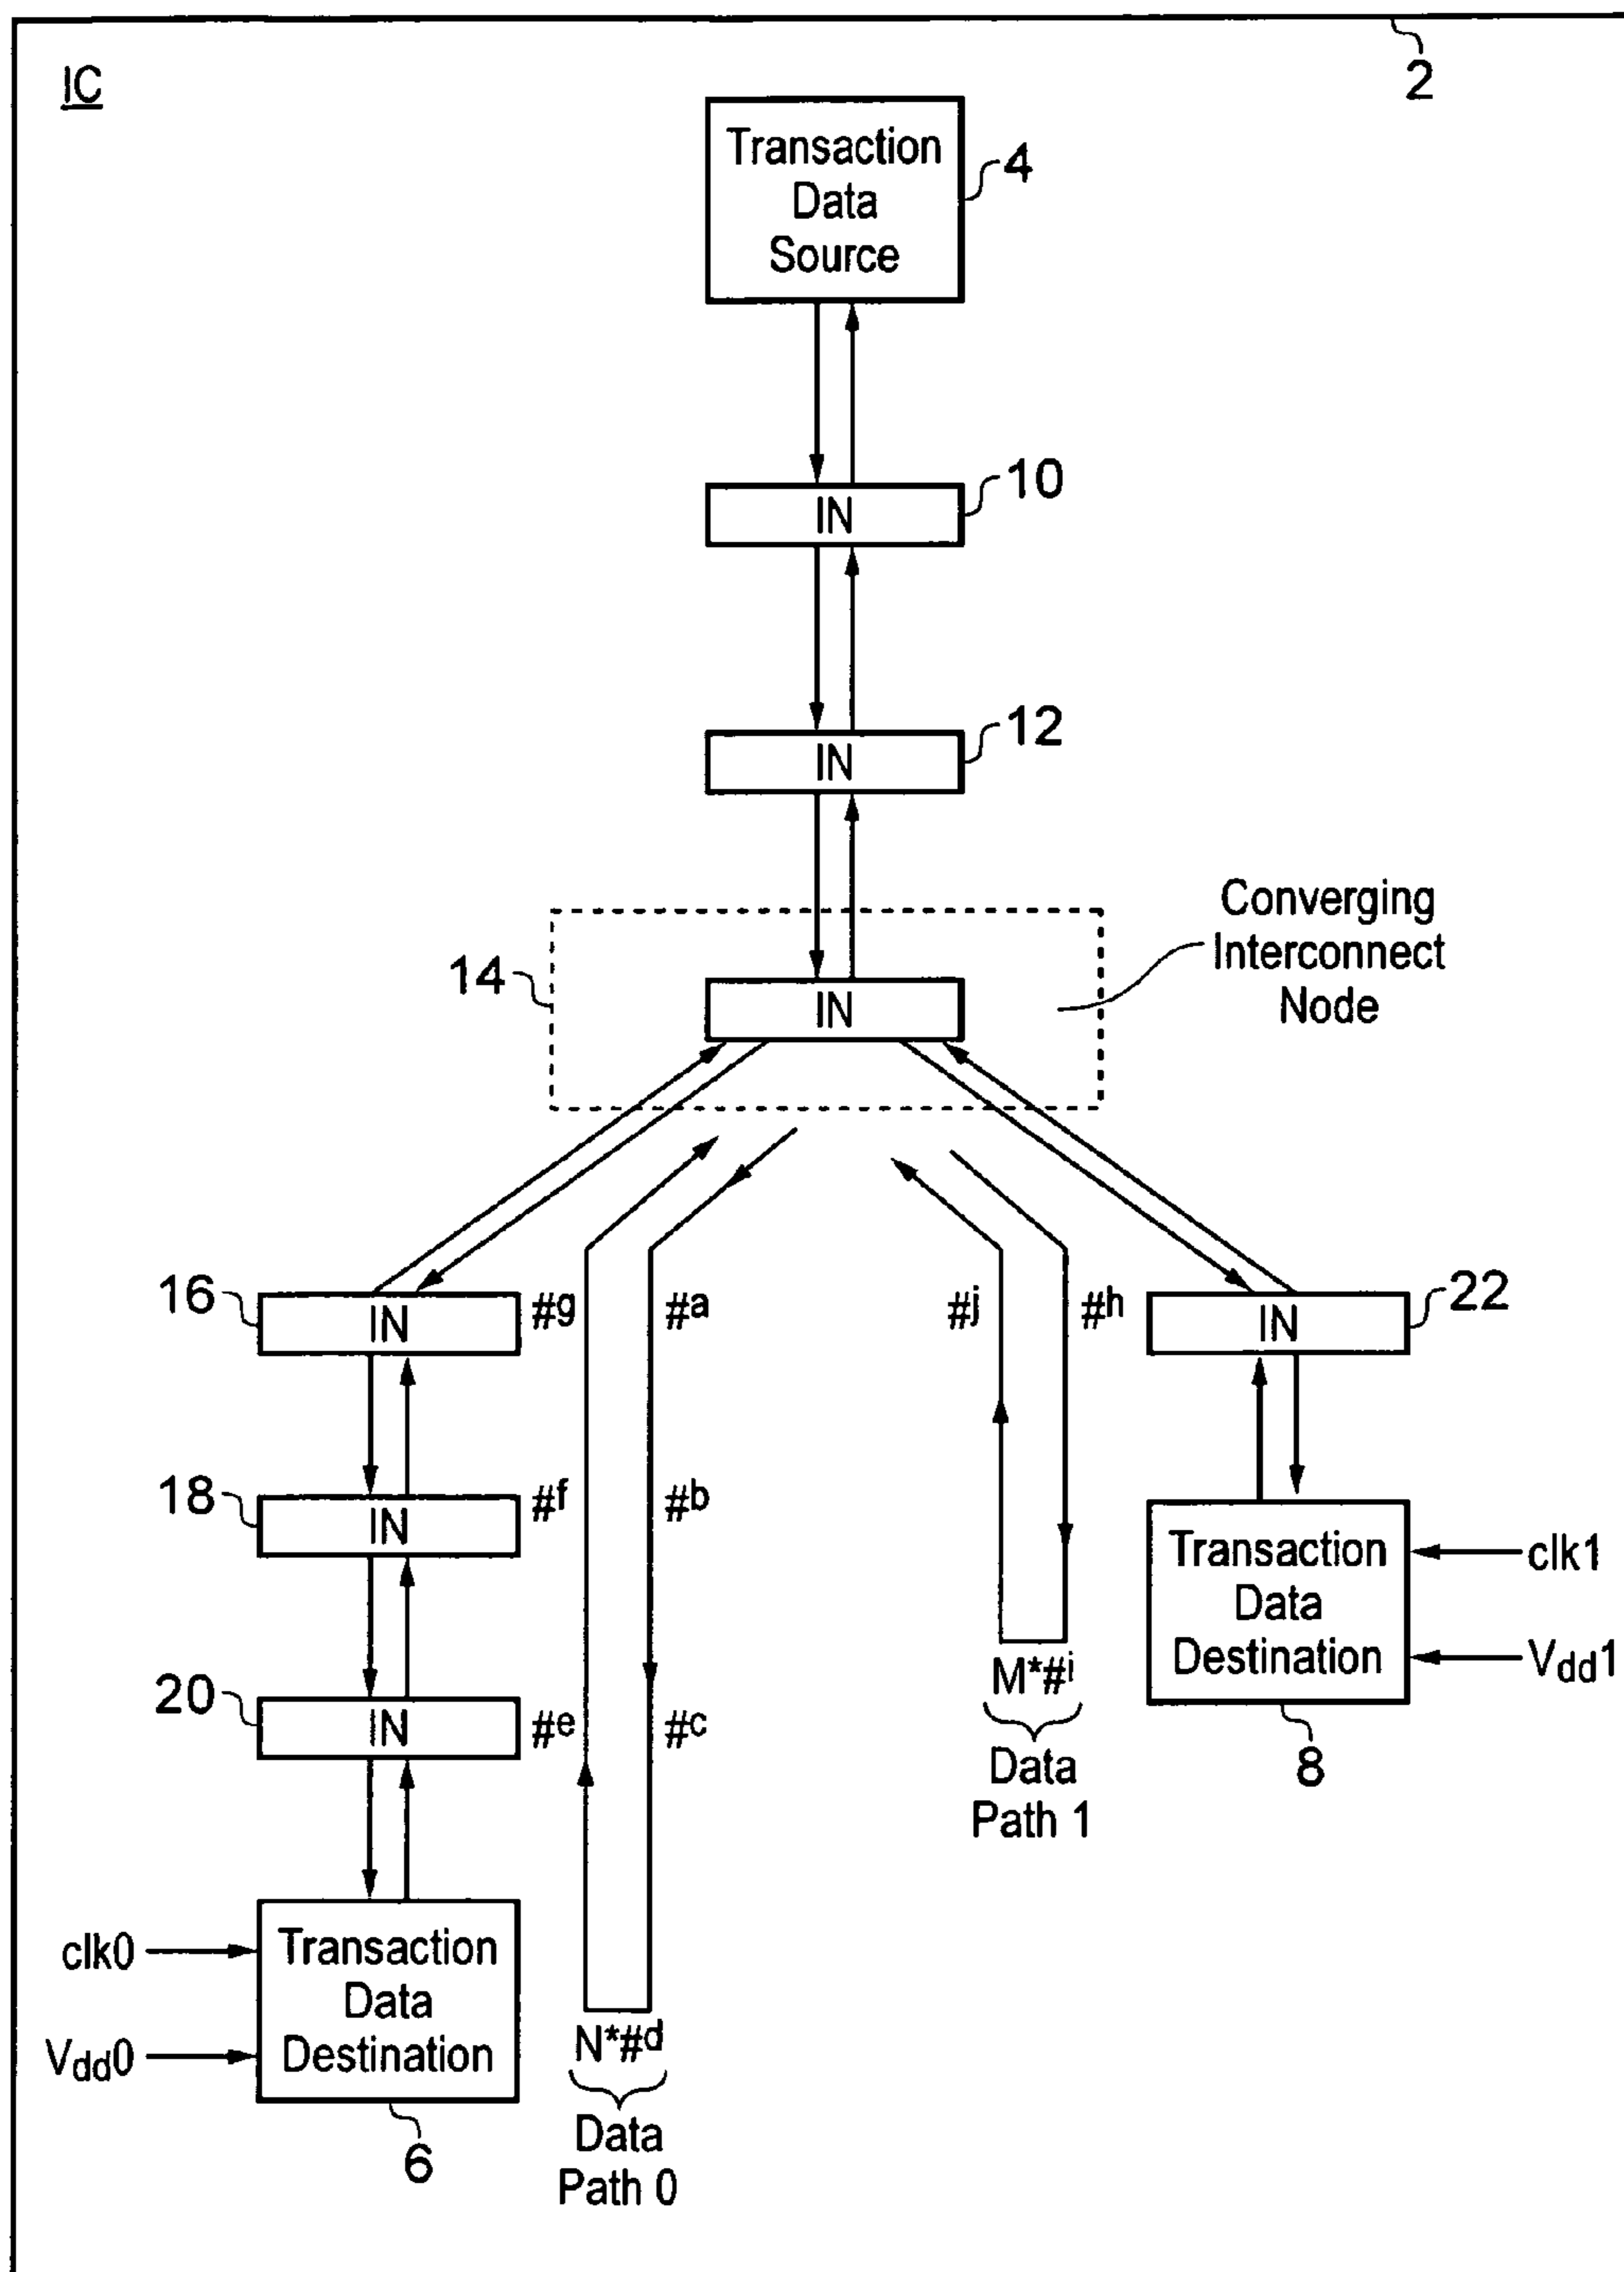 2
IC
Transaction
Data
Source
4
IN
10
IN
12
Converging
Interconnect
Node
14
IN
16
IN
#g
#a
#j
#h
IN
22
18
IN
#f
#b
Transaction
Data
Destination
clk1
Vdd1
8
M*#i
Data
Path 1
20
IN
#e
#c
clk0
Vdd0
Transaction
Data
Destination
6
N*#d
Data
Path 0